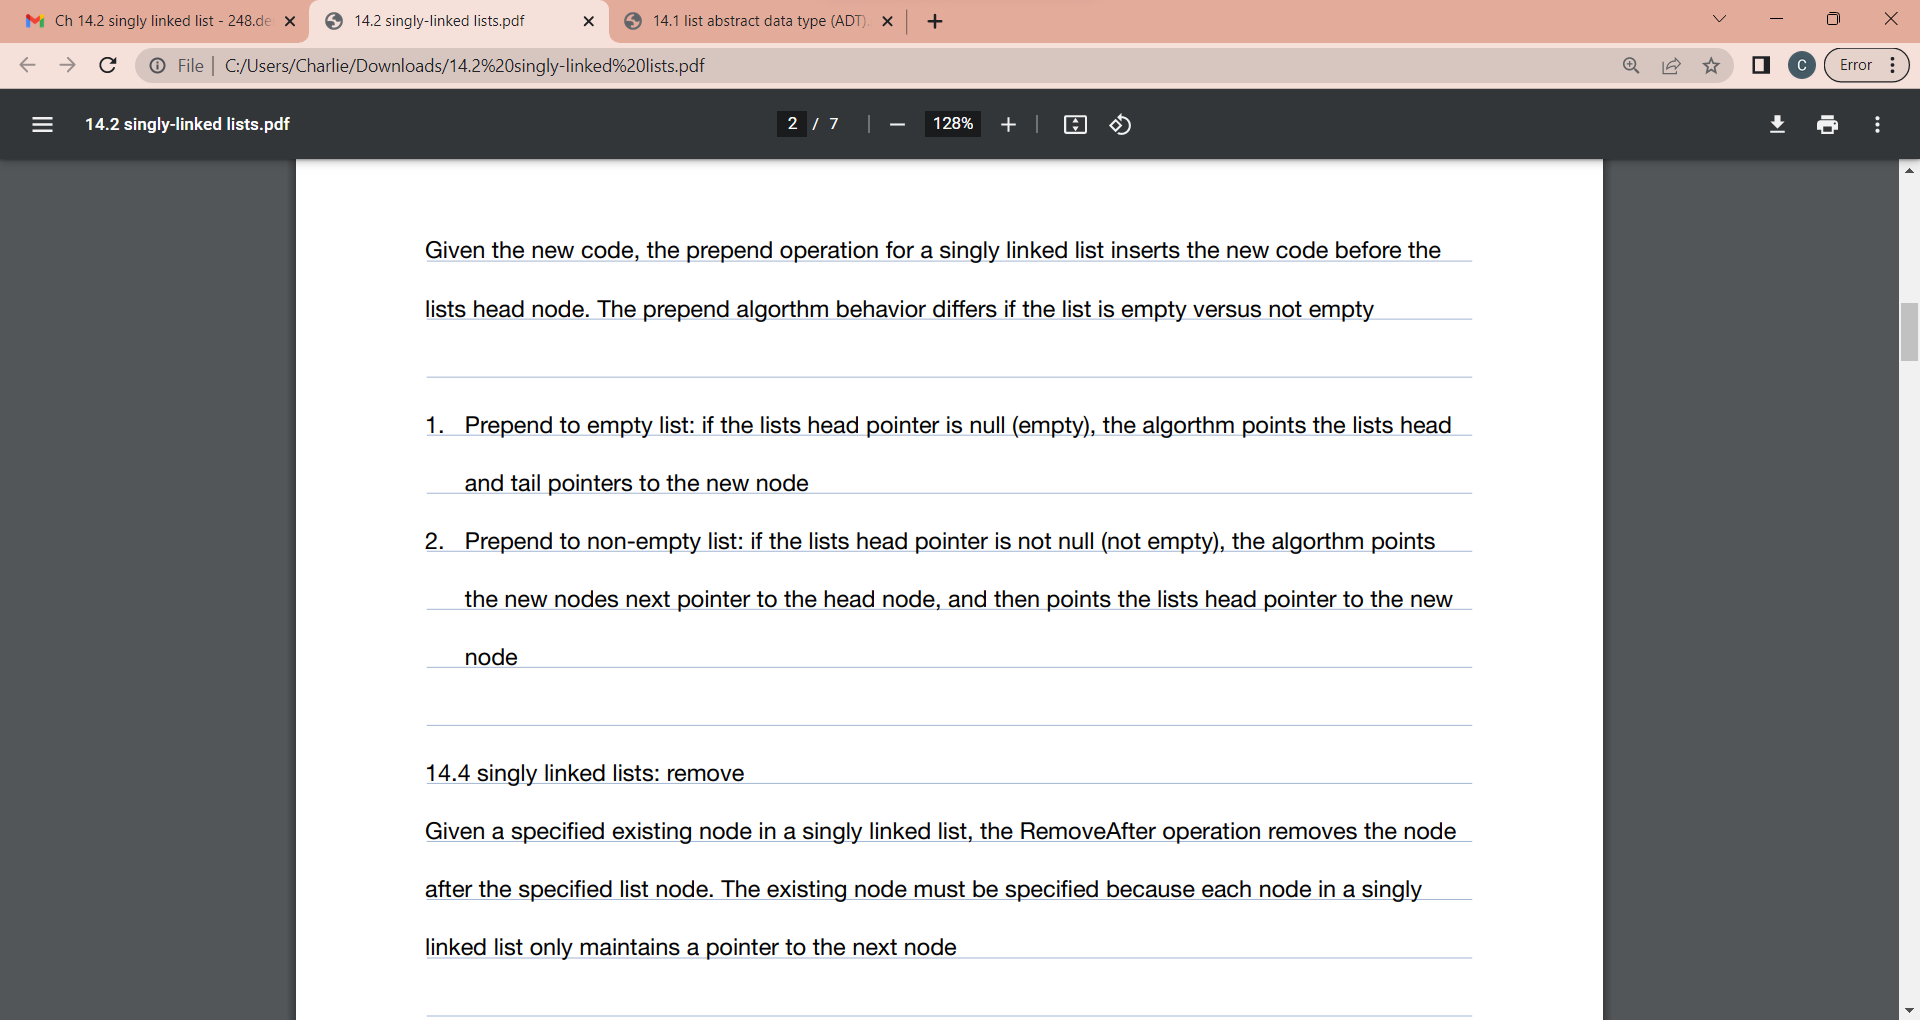 Ch 14.2 singly linked list - 248.de
14.2 singly-linked lists.pdf
14.1 list abstract data type (ADT)
File
C:/Users/Charlie/Downloads/14.2%20singly-linked%20lists.pdf
C
Error
14.2 singly-linked lists.pdf
2 / 7
128%
Given the new code, the prepend operation for a singly linked list inserts the new code before the
lists head node. The prepend algorthm behavior differs if the list is empty versus not empty
1. Prepend to empty list: if the lists head pointer is null (empty), the algorthm points the lists head
and tail pointers to the new node
2. Prepend to non-empty list: if the lists head pointer is not null (not empty), the algorthm points
the new nodes next pointer to the head node, and then points the lists head pointer to the new
node
14.4 singly linked lists: remove
Given a specified existing node in a singly linked list, the RemoveAfter operation removes the node
after the specified list node. The existing node must be specified because each node in a singly
linked list only maintains a pointer to the next node